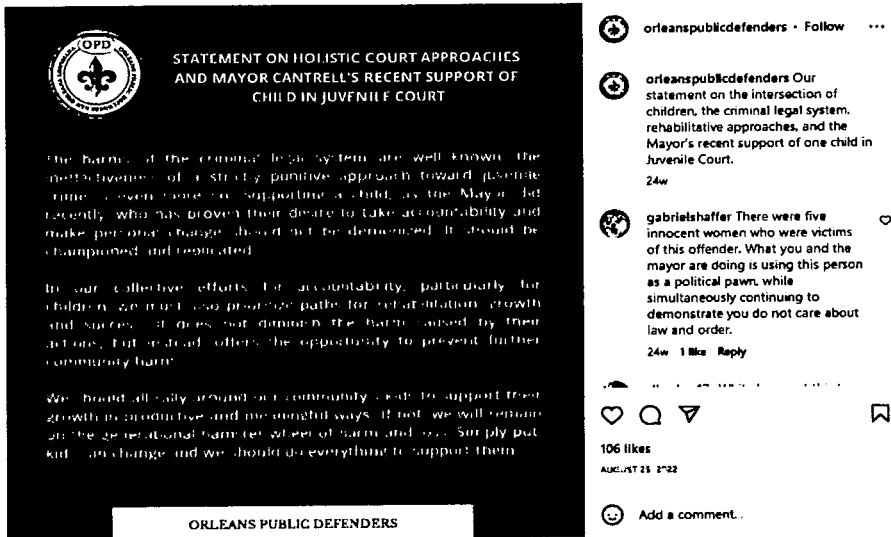 OPD
STATEMENT ON HOLISTIC COURT APPROACHES
AND MAYOR CANTRELL'S RECENT SUPPORT OF
CHILD IN JUVENILE COURT
The harms of the criminal legal system are well known. The
ineffectiveness of a strictly punitive approach toward juvenile
crime is even more so. Supporting a child, as the Mayor did
recently, who has proven their desire to take accountability and
make personal change should not be demonized. It should be
championed and replicated.
In our collective efforts for accountability, particularly for
children, we must also prioritize paths for rehabilitation, growth
and success. It does not diminish the harm caused by their
actions, but instead, offers the opportunity to prevent further
community harm.
We should all rally around our community's kids to support their
growth in productive and meaningful ways. If not, we will remain
on the generational hamster wheel of harm and loss. Simply put,
kids can change and we should do everything to support them.
ORLEANS PUBLIC DEFENDERS
orleanspublicdefenders • Follow
orleanspublicdefenders Our
statement on the intersection of
children, the criminal legal system,
rehabilitative approaches, and the
Mayor's recent support of one child in
Juvenile Court.
24w
gabrielshaffer There were five
innocent women who were victims
of this offender. What you and the
mayor are doing is using this person
as a political pawn, while
simultaneously continuing to
demonstrate you do not care about
law and order.
24w 1 like Reply
106 likes
AUGUST 25, 2022
Add a comment...